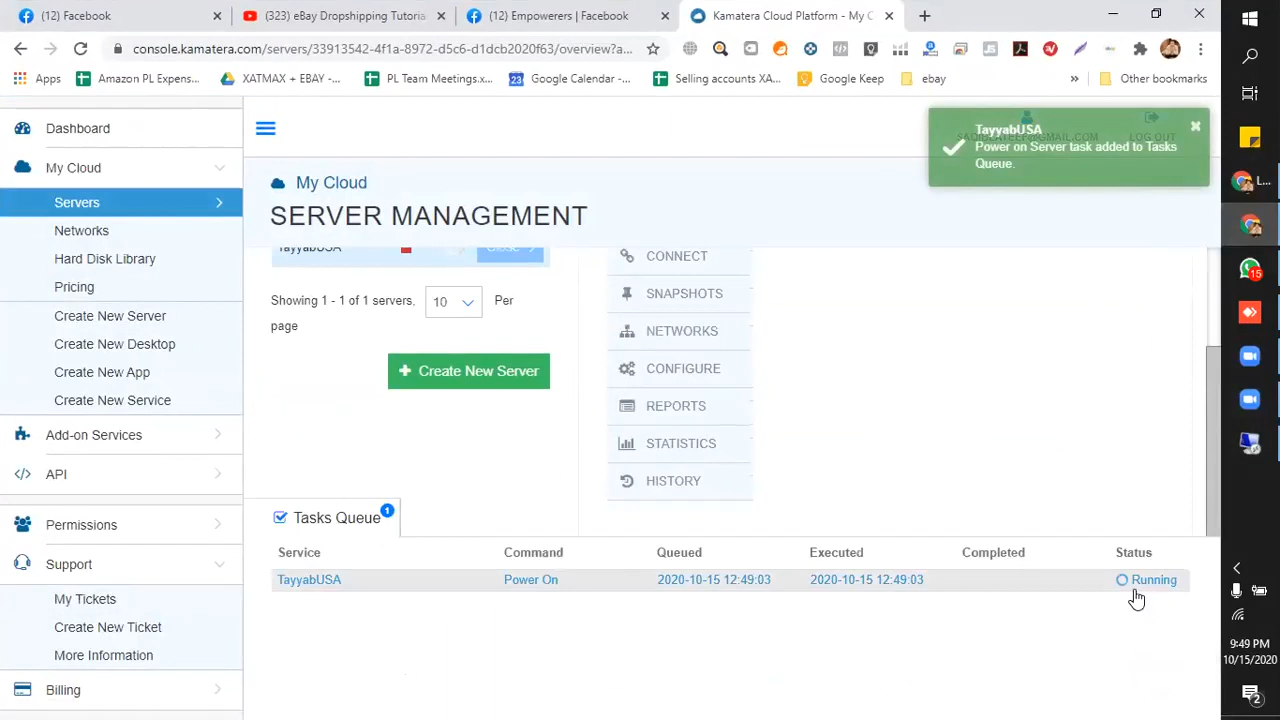 (12) Facebook
(323) eBay Dropshipping Tutoria
(12) Empowerers | Facebook
Kamatera Cloud Platform - My C
console.kamatera.com/servers/33913542-4f1a-8972-d5c6-d1dcb2020f63/overview?a...
Apps
Amazon PL Expens...
XATMAX + EBAY -...
PL Team Meetings.x...
Google Calendar -...
Selling accounts XA...
Google Keep
ebay
»
Other bookmarks
Dashboard
My Cloud
Servers
Networks
Hard Disk Library
Pricing
Create New Server
Create New Desktop
Create New App
Create New Service
Add-on Services
API
Permissions
Support
My Tickets
Create New Ticket
More Information
Billing
LOG OUT
TayyabUSA
Power on Server task added to Tasks
Queue.
My Cloud
SERVER MANAGEMENT
TayyabUSA
Showing 1 - 1 of 1 servers,
10
Per
page
+ Create New Server
CONNECT
SNAPSHOTS
NETWORKS
CONFIGURE
REPORTS
STATISTICS
HISTORY
Tasks Queue 1
Service Command Queued Executed Completed Status
TayyabUSA Power On 2020-10-15 12:49:03 2020-10-15 12:49:03 Running
L...
15
9:49 PM
10/15/2020
2